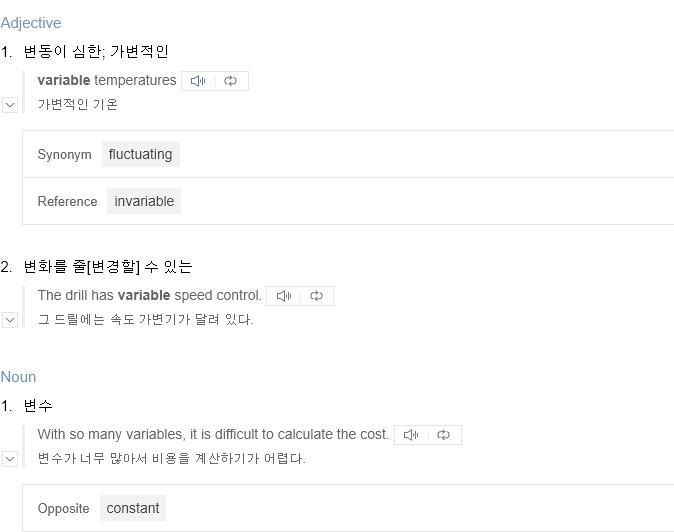 Adjective
1. 변동이 심한; 가변적인
variable temperatures
가변적인 기온
Synonym fluctuating
Reference invariable
2. 변화를 줄[변경할] 수 있는
The drill has variable speed control.
그 드릴에는 속도 가변기가 달려 있다.
Noun
1. 변수
With so many variables, it is difficult to calculate the cost.
변수가 너무 많아서 비용을 계산하기가 어렵다.
Opposite constant